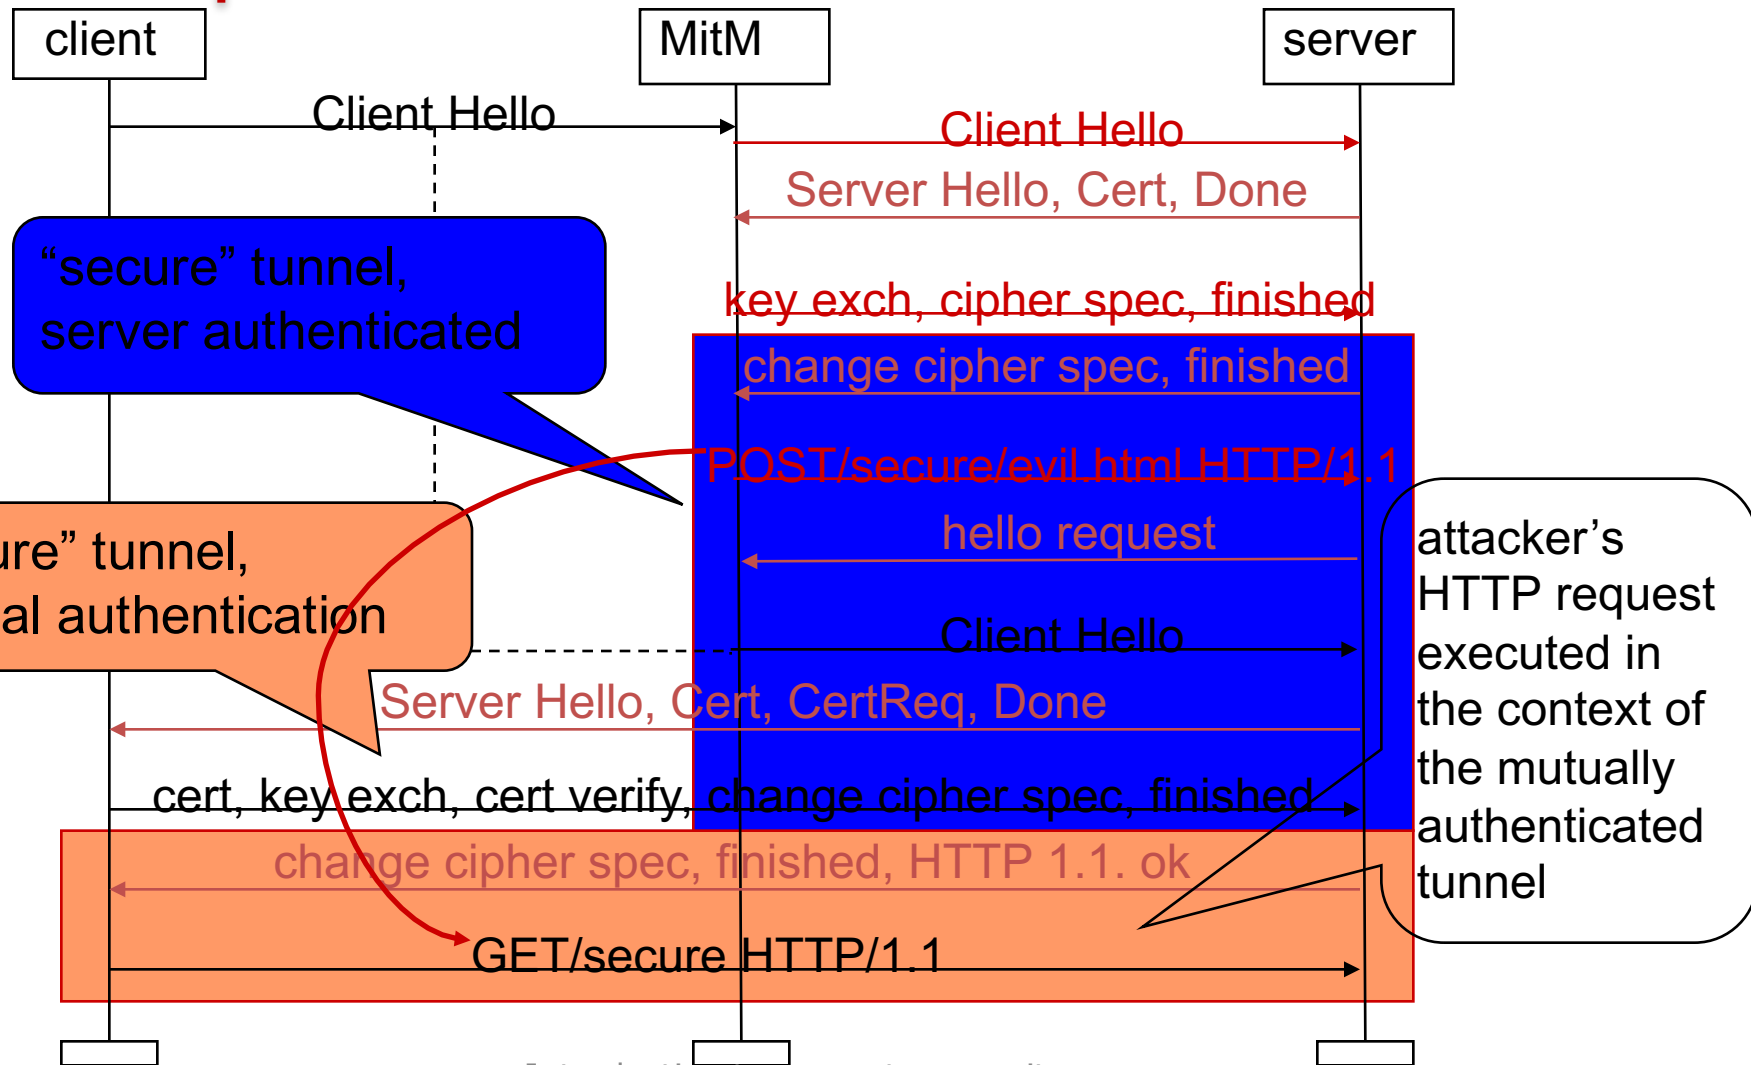 client
MitM
server
Client Hello
Client Hello
Server Hello, Cert, Done
“secure” tunnel,
server authenticated
key exch, cipher spec, finished
change cipher spec, finished
POST/secure/evil.html HTTP/1.1
hello request
ure” tunnel,
al authentication
attacker’s
HTTP request
executed in
the context of
the mutually
authenticated
tunnel
Client Hello
Server Hello, Cert, CertReq, Done
cert, key exch, cert verify, change cipher spec, finished
change cipher spec, finished, HTTP 1.1. ok
GET/secure HTTP/1.1